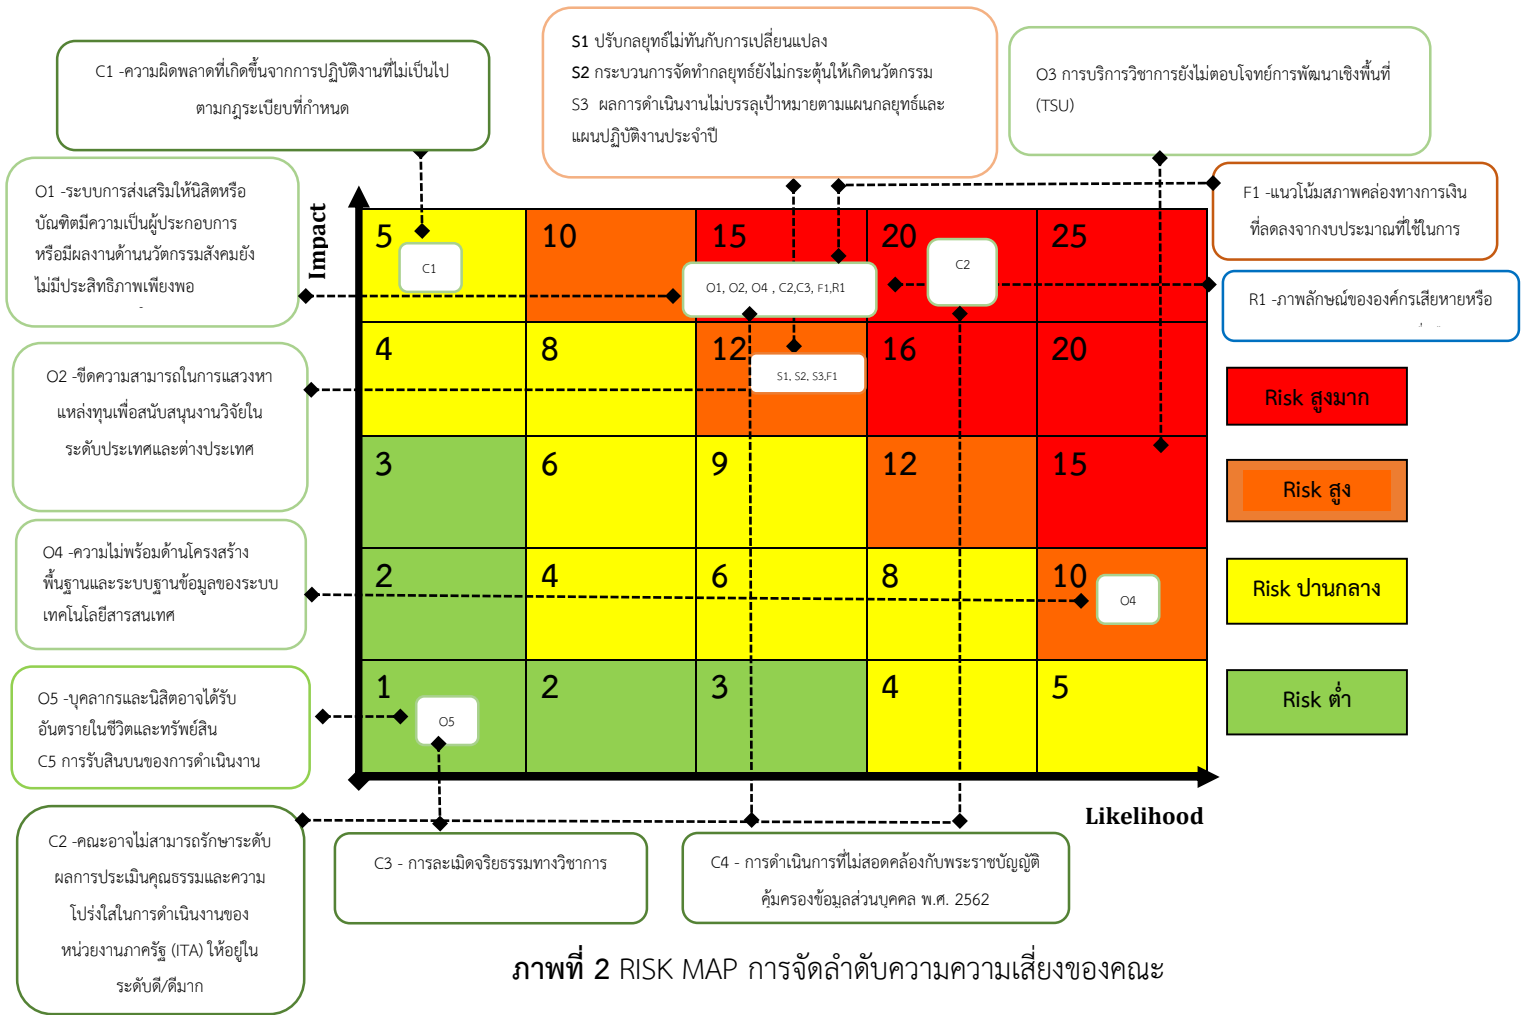 C1 -ความผิดพลาดที่เกิดขึ้นจากการปฏิบัติงานที่ไม่เป็นไป
ตามกฎระเบียบที่กำหนด
S1 ปรับกลยุทธ์ไม่ทันกับการเปลี่ยนแปลง
S2 กระบวนการจัดทำกลยุทธ์ยังไม่กระตุ้นให้เกิดนวัตกรรม
S3 ผลการดำเนินงานไม่บรรลุเป้าหมายตามแผนกลยุทธ์และ
แผนปฏิบัติงานประจำปี
O3 การบริการวิชาการยังไม่ตอบโจทย์การพัฒนาเชิงพื้นที่
(TSU)
O1 -ระบบการส่งเสริมให้นิสิตหรือ
บัณฑิตมีความเป็นผู้ประกอบการ
หรือมีผลงานด้านนวัตกรรมสังคมยัง
ไม่มีประสิทธิภาพเพียงพอ
F1 -แนวโน้มสภาพคล่องทางการเงิน
ที่ลดลงจากงบประมาณที่ใช้ในการ
R1 -ภาพลักษณ์ขององค์กรเสียหายหรือ
O2 -ขีดความสามารถในการแสวงหา
แหล่งทุนเพื่อสนับสนุนงานวิจัยใน
ระดับประเทศและต่างประเทศ
O4 -ความไม่พร้อมด้านโครงสร้าง
พื้นฐานและระบบฐานข้อมูลของระบบ
เทคโนโลยีสารสนเทศ
O5 -บุคลากรและนิสิตอาจได้รับ
อันตรายในชีวิตและทรัพย์สิน
C5 การรับสินบนของการดำเนินงาน
Impact
5 10 15 20 25
C1
O1, O2, O4 , C2,C3, F1,R1
C2
4 8 12 16 20
S1, S2, S3,F1
3 6 9 12 15
2 4 6 8 10
O4
1 2 3 4 5
O5
Likelihood
Risk สูงมาก
Risk สูง
Risk ปานกลาง
Risk ต่ำ
C2 -คณะอาจไม่สามารถรักษาระดับ
ผลการประเมินคุณธรรมและความ
โปร่งใสในการดำเนินงานของ
หน่วยงานภาครัฐ (ITA) ให้อยู่ใน
ระดับดี/ดีมาก
C3 - การละเมิดจริยธรรมทางวิชาการ
C4 - การดำเนินการที่ไม่สอดคล้องกับพระราชบัญญัติ
คุ้มครองข้อมูลส่วนบุคคล พ.ศ. 2562
ภาพที่ 2 RISK MAP การจัดลำดับความความเสี่ยงของคณะ